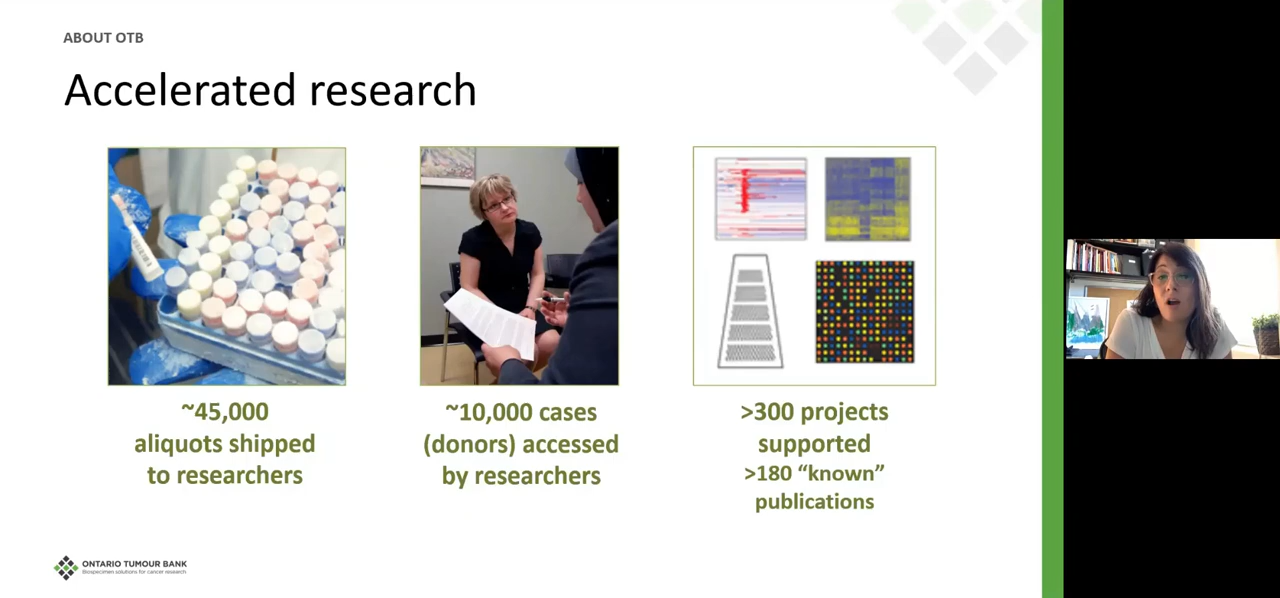 ABOUT OTB
Accelerated research
~45,000
aliquots shipped
to researchers
~10,000 cases
(donors) accessed
by researchers
>300 projects
supported
>180 “known”
publications
ONTARIO TUMOUR BANK
Biospecimen solutions for cancer research